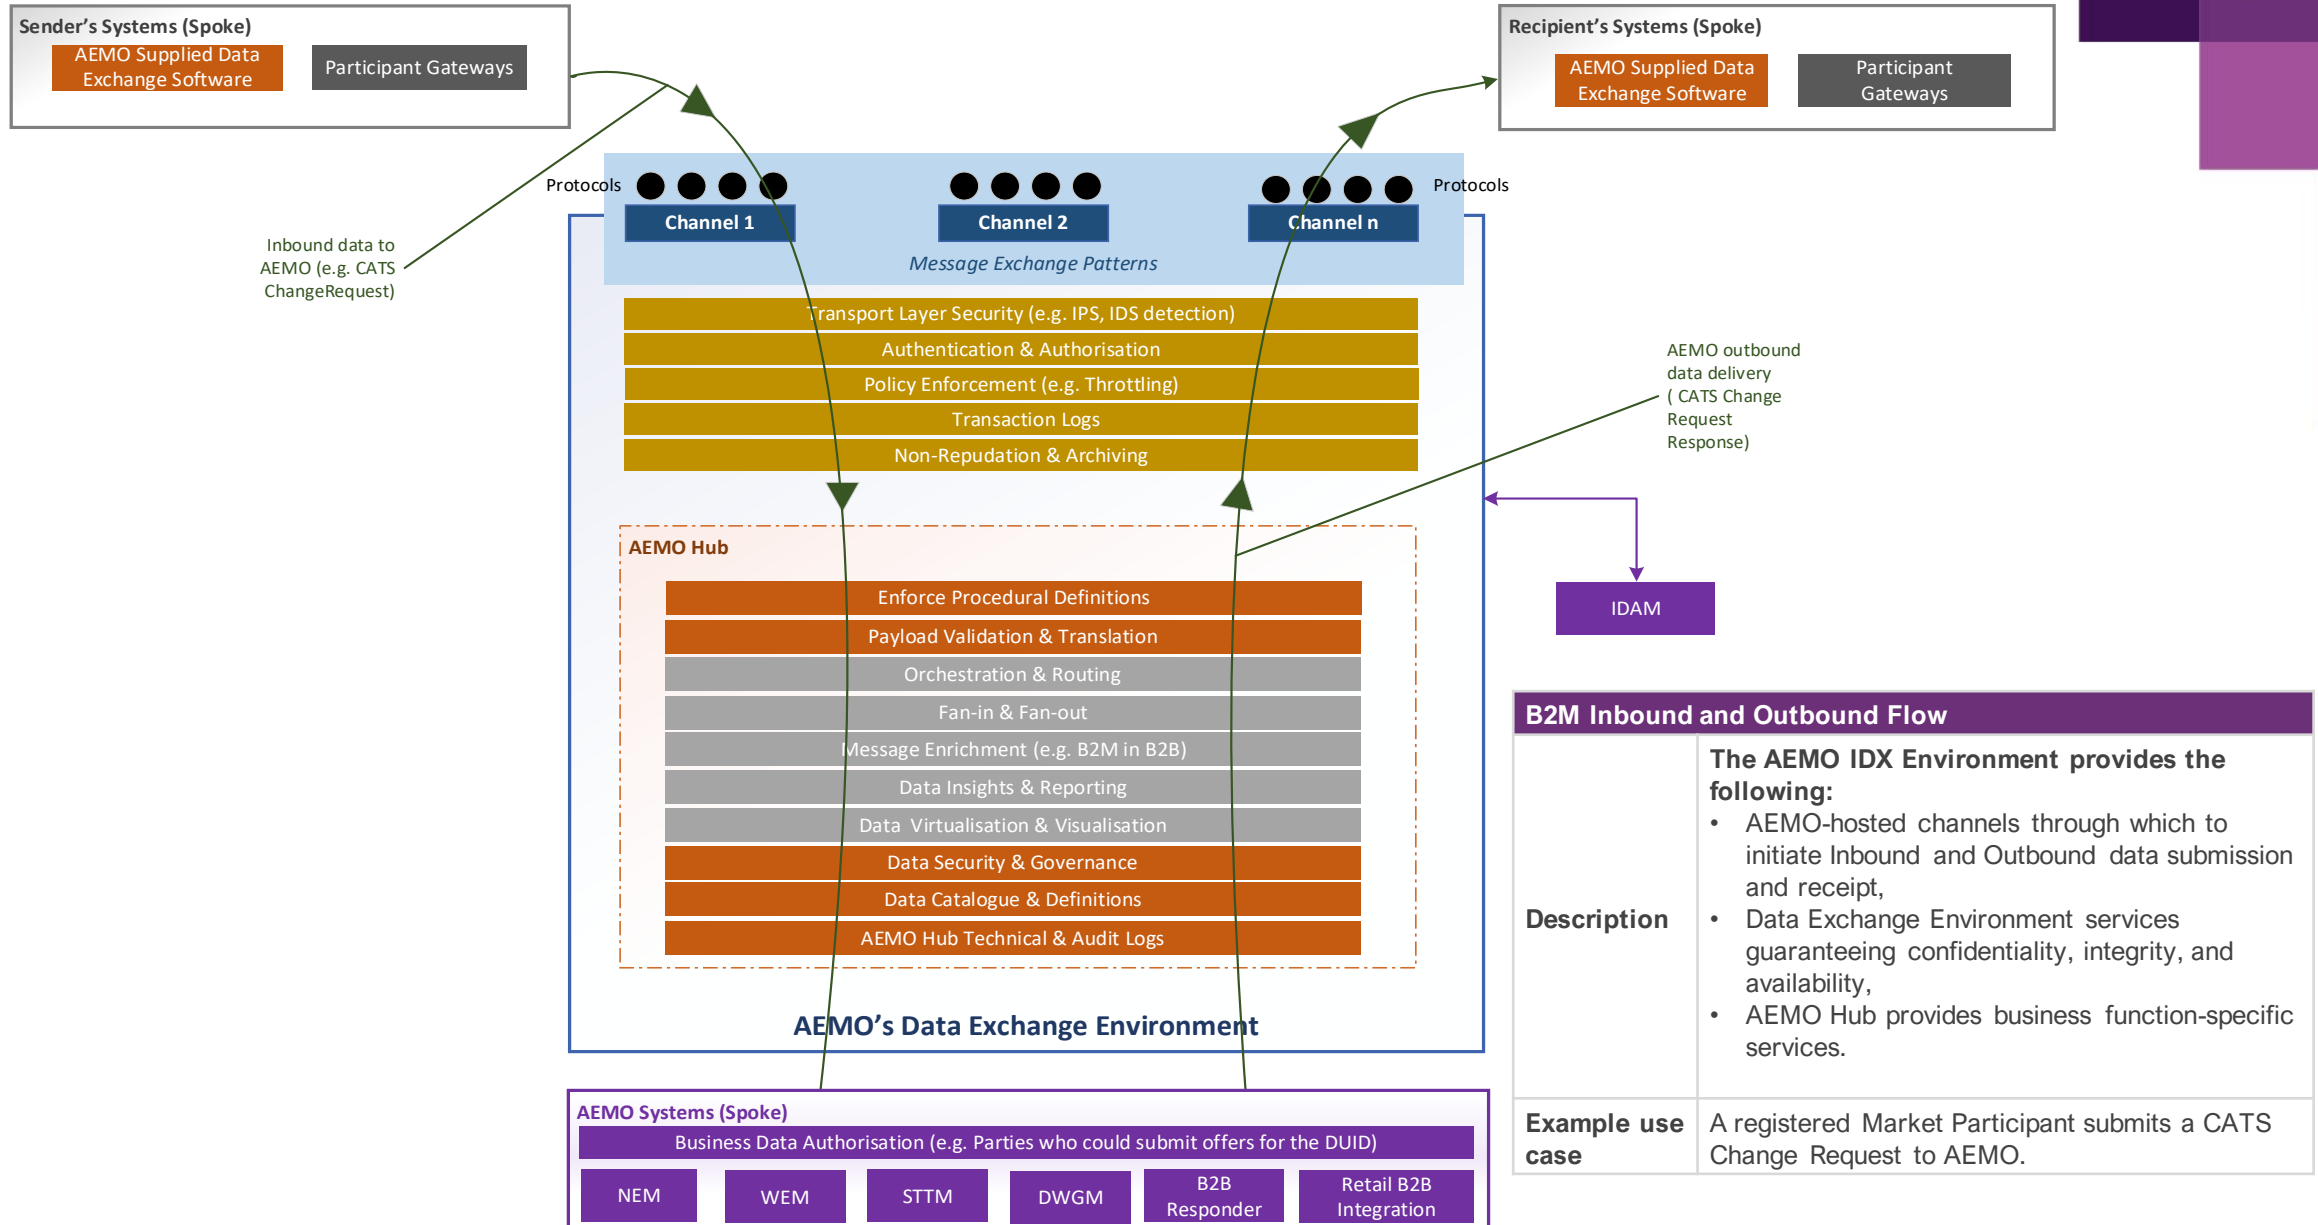 Sender’s Systems (Spoke)
AEMO Supplied Data
Exchange Software
Participant Gateways
Recipient’s Systems (Spoke)
AEMO Supplied Data
Exchange Software
Participant
Gateways
Protocols
Protocols
Channel 1
Channel 2
Channel n
Message Exchange Patterns
Inbound data to
AEMO (e.g. CATS
ChangeRequest)
Transport Layer Security (e.g. IPS, IDS detection)
Authentication & Authorisation
Policy Enforcement (e.g. Throttling)
Transaction Logs
Non-Repudation & Archiving
AEMO outbound
data delivery
( CATS Change
Request
Response)
AEMO Hub
Enforce Procedural Definitions
Payload Validation & Translation
Orchestration & Routing
Fan-in & Fan-out
Message Enrichment (e.g. B2M in B2B)
Data Insights & Reporting
Data Virtualisation & Visualisation
Data Security & Governance
Data Catalogue & Definitions
AEMO Hub Technical & Audit Logs
IDAM
AEMO’s Data Exchange Environment
AEMO Systems (Spoke)
Business Data Authorisation (e.g. Parties who could submit offers for the DUID)
NEM
WEM
STTM
DWGM
B2B
Responder
Retail B2B
Integration
B2M Inbound and Outbound Flow
Description
The AEMO IDX Environment provides the
following:
• AEMO-hosted channels through which to
initiate Inbound and Outbound data submission
and receipt,
• Data Exchange Environment services
guaranteeing confidentiality, integrity, and
availability,
• AEMO Hub provides business function-specific
services.
Example use
case
A registered Market Participant submits a CATS
Change Request to AEMO.